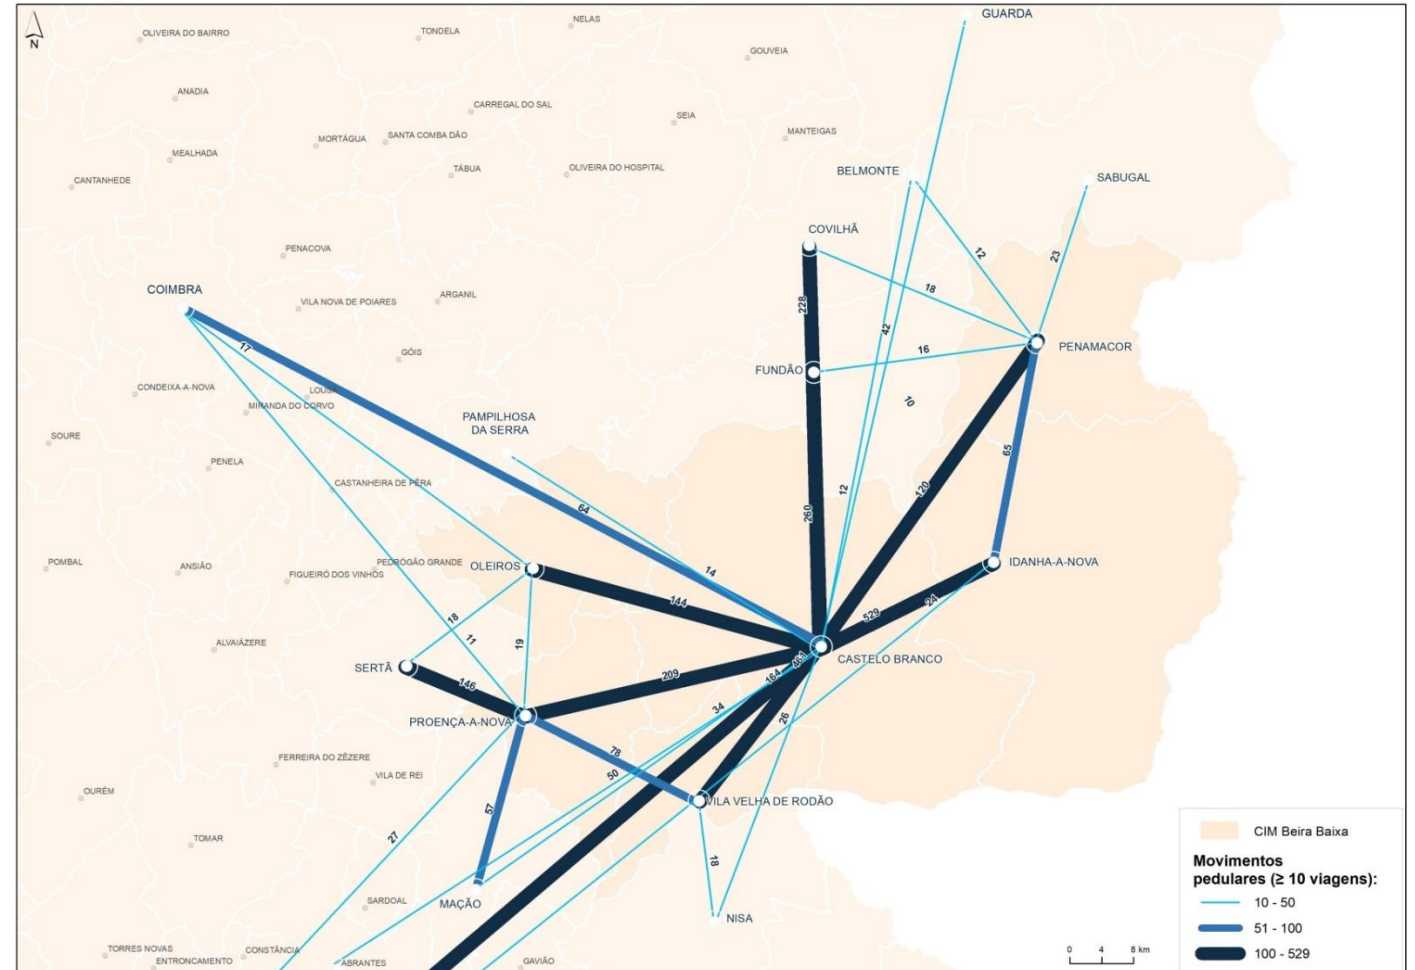 N
OLIVEIRA DO BAIRRO
TONDELA
NELAS
GUARDA
GOUVEIA
ANADIA
CARREGAL DO SAL
SEIA
MANTEIGAS
MORTÁGUA
SANTA COMBA DÃO
MEALHADA
TÁBUA
OLIVEIRA DO HOSPITAL
BELMONTE
SABUGAL
CANTANHEDE
COVILHÃ
12
23
PENACOVA
COIMBRA
18
VILA NOVA DE POIARES
ARGANIL
228
42
17
GÓIS
16
PENAMACOR
FUNDÃO
CONDEIXA-A-NOVA
LOUSÃ
MIRANDA DO CORVO
10
PAMPILHOSA
DA SERRA
SOURE
65
PENELA
CASTANHEIRA DE PÊRA
12
120
64
260
POMBAL
ANSIÃO
PEDRÓGÃO GRANDE
OLEIROS
14
IDANHA-A-NOVA
FIGUEIRÓ DOS VINHOS
144
24
529
18
11
19
ALVAIÁZERE
SERTÃ
CASTELO BRANCO
461
164
209
146
34
26
PROENÇA-A-NOVA
78
FERREIRA DO ZÊZERE
50
VILA DE REI
OURÉM
VILA VELHA DE RODÃO
57
27
TOMAR
18
CIM Beira Baixa
Movimentos
pedulares (≥ 10 viagens):
10 - 50
51 - 100
100 - 529
SARDOAL
MAÇÃO
NISA
TORRES NOVAS
CONSTÂNCIA
ENTRONCAMENTO
ABRANTES
GAVIÃO
0 4 8 km